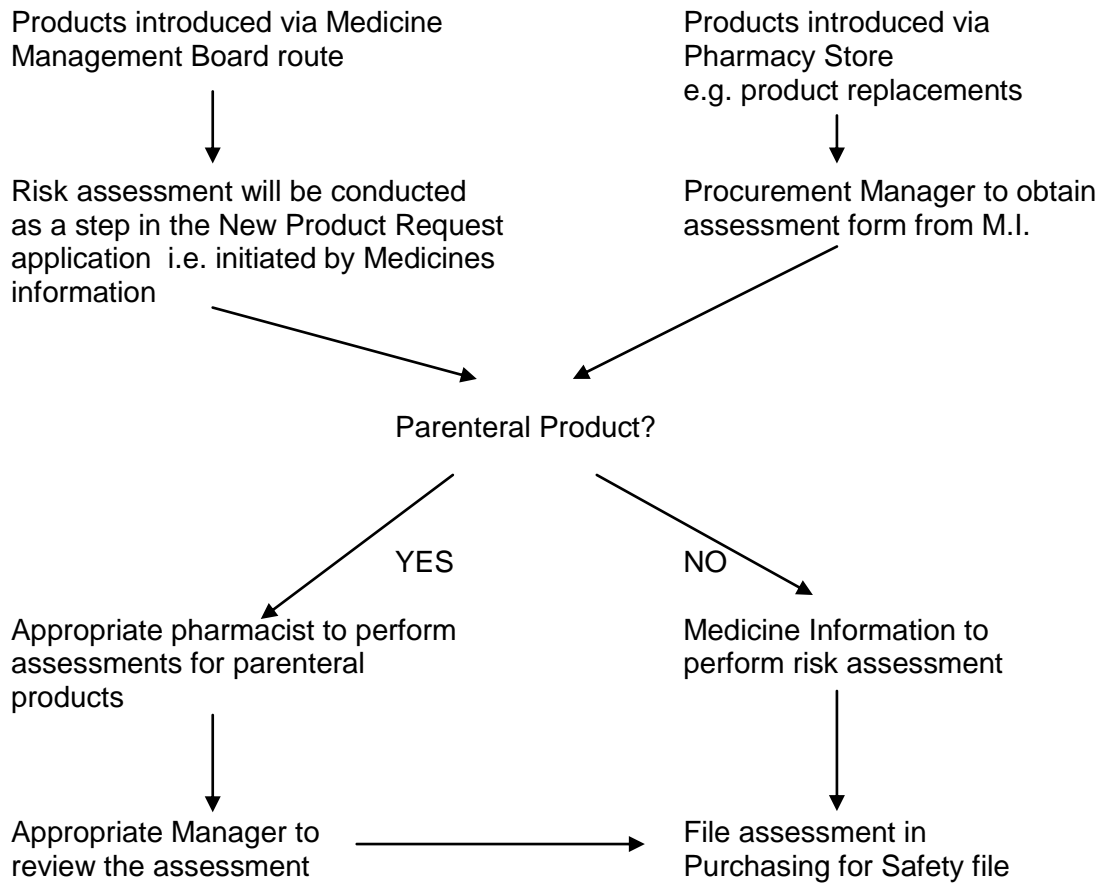 Products introduced via Medicine
Management Board route
Products introduced via
Pharmacy Store
e.g. product replacements
Risk assessment will be conducted
as a step in the New Product Request
application  i.e. initiated by Medicines
information
Procurement Manager to obtain
assessment form from M.I.
Parenteral Product?
YES
NO
Appropriate pharmacist to perform
assessments for parenteral
products
Medicine Information to
perform risk assessment
Appropriate Manager to
review the assessment
File assessment in
Purchasing for Safety file